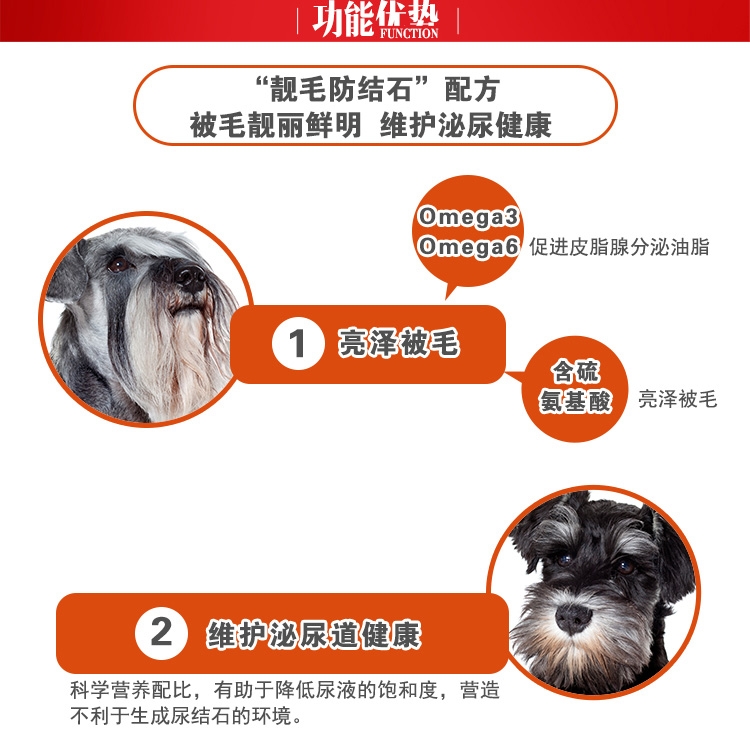 功能优势
FUNCTION
“靓毛防结石”配方
被毛靓丽鲜明 维护泌尿健康
Omega3
Omega6 促进皮脂腺分泌油脂
1 亮泽被毛
含硫
氨基酸 亮泽被毛
2 维护泌尿道健康
科学营养配比，有助于降低尿液的饱和度，营造
不利于生成尿结石的环境。